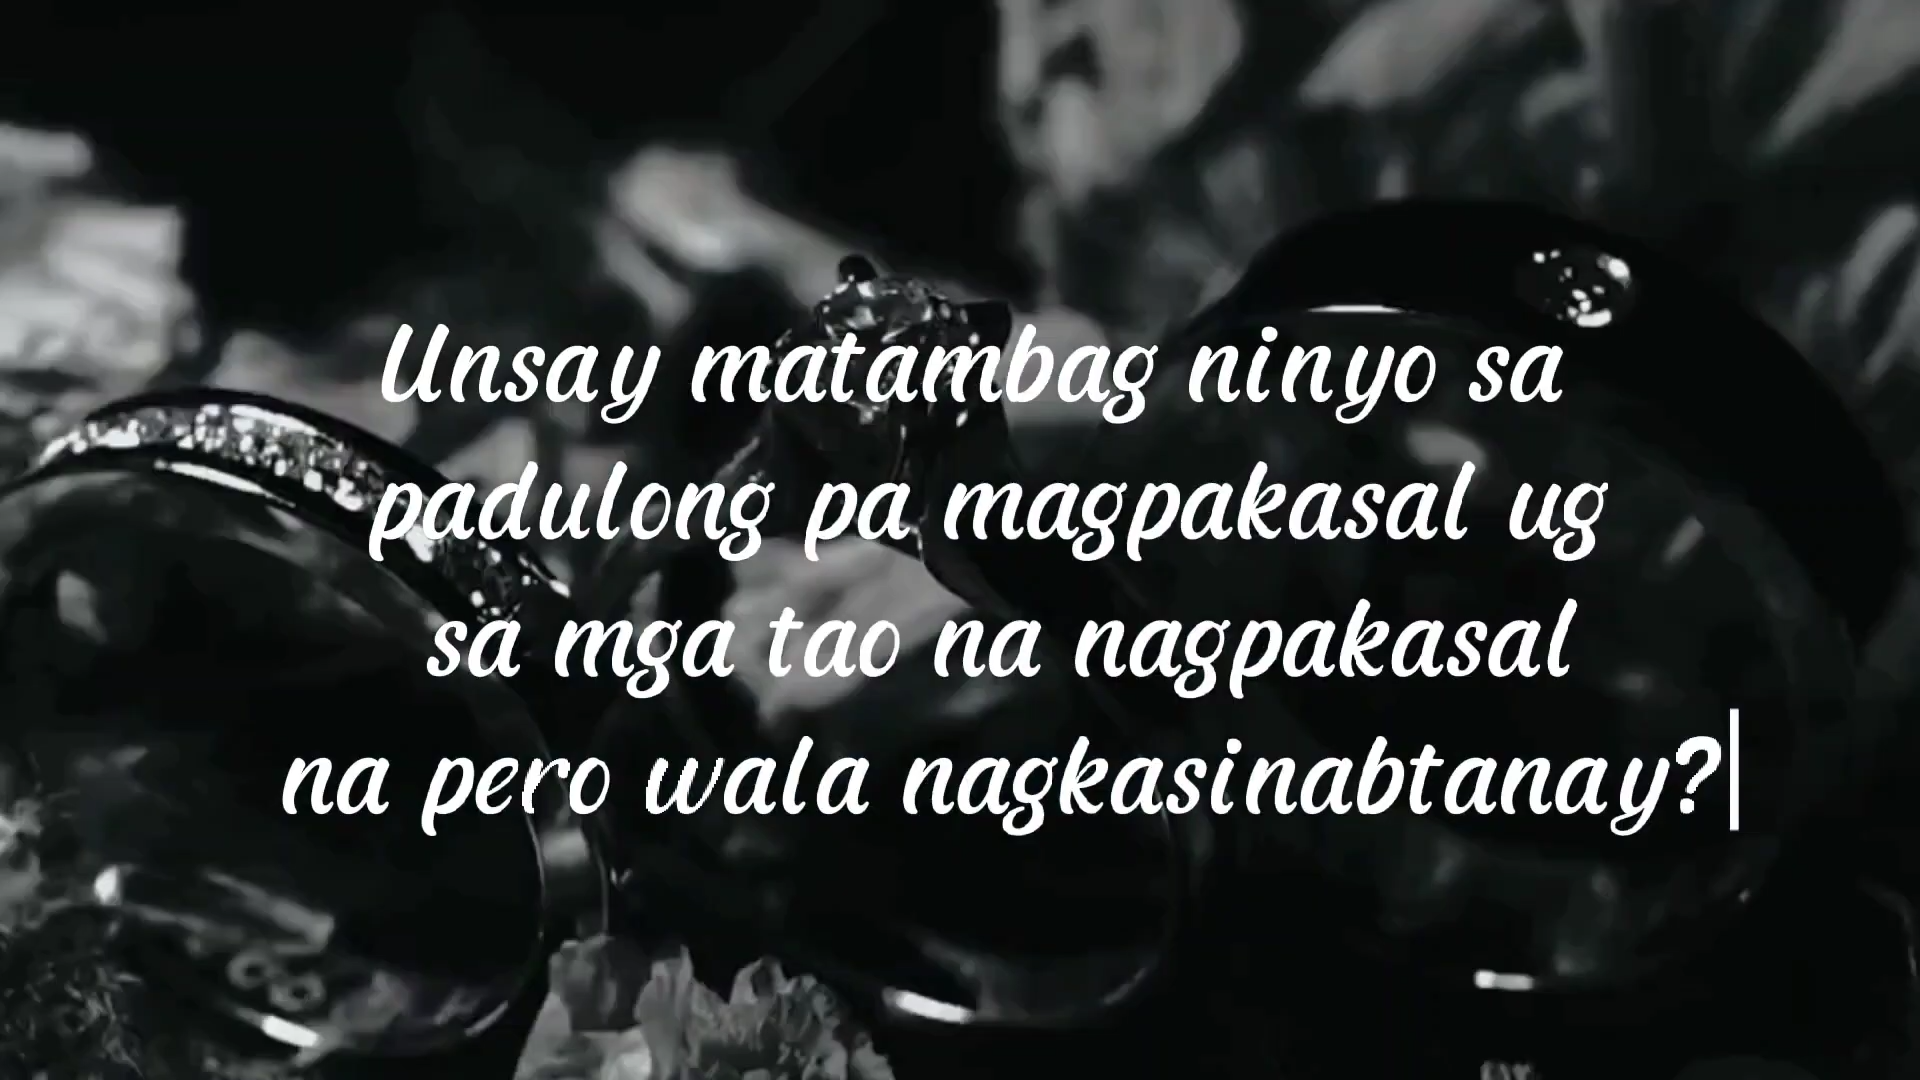 Unsay matambag ninyo sa
padulong pa magpakasal ug
sa mga tao na nagpakasal
na pero wala nagkasinabtanay?